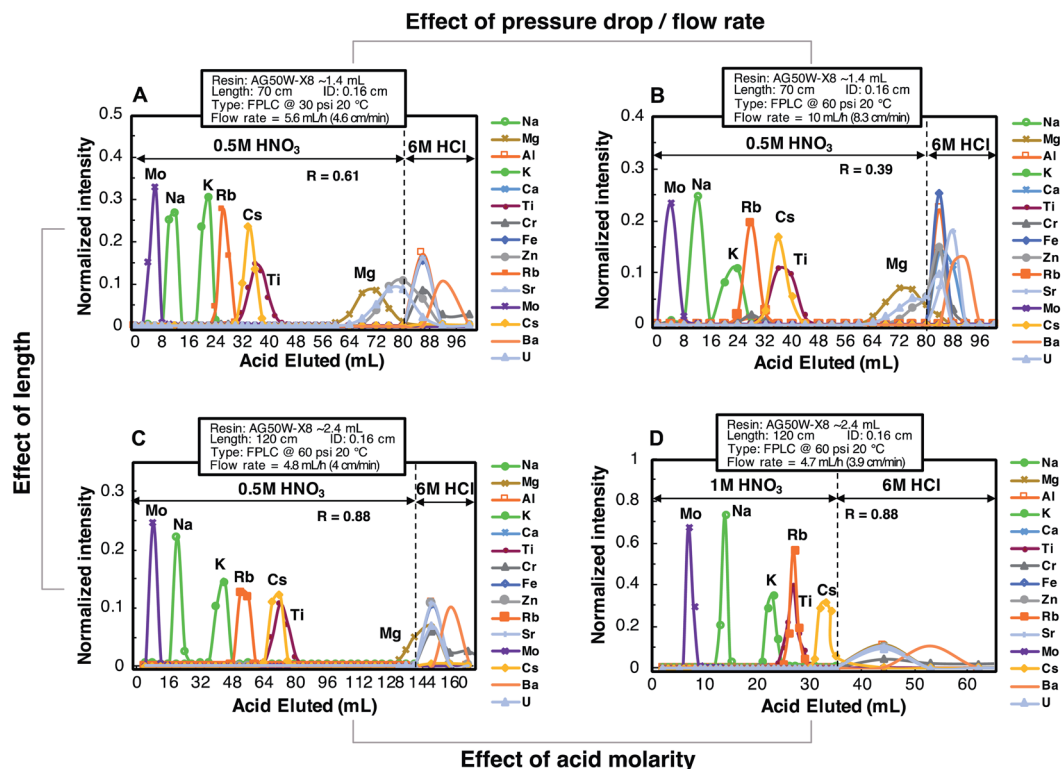 Effect of pressure drop / flow rate
A
Resin: AG50W-X8 ~1.4 mL
Length: 70 cm ID: 0.16 cm
Type: FPLC @ 30 psi 20 °C
Flow rate = 5.6 mL/h (4.6 cm/min)
0.5M HNO₃
6M HCl
R = 0.61
Mo
Na
K
Rb
Cs
Ti
Mg
Normalized intensity
0.5
0.4
0.3
0.2
0.1
0
0 8 16 24 32 40 48 56 64 72 80 88 96
Acid Eluted (mL)
Na
Mg
Al
K
Ca
Ti
Cr
Fe
Zn
Rb
Sr
Mo
Cs
Ba
U
B
Resin: AG50W-X8 ~1.4 mL
Length: 70 cm ID: 0.16 cm
Type: FPLC @ 60 psi 20 °C
Flow rate = 10 mL/h (8.3 cm/min)
0.5M HNO₃
6M HCl
R = 0.39
Mo
Na
K
Rb
Cs
Ti
Mg
Normalized intensity
0.4
0.3
0.2
0.1
0
0 8 16 24 32 40 48 56 64 72 80 88 96
Acid Eluted (mL)
Na
Mg
Al
K
Ca
Ti
Cr
Fe
Zn
Rb
Sr
Mo
Cs
Ba
U
Effect of length
C
Resin: AG50W-X8 ~2.4 mL
Length: 120 cm ID: 0.16 cm
Type: FPLC @ 60 psi 20 °C
Flow rate = 4.8 mL/h (4 cm/min)
0.5M HNO₃
6M HCl
R = 0.88
Mo
Na
K
Rb
Cs
Ti
Mg
Normalized intensity
0.3
0.2
0.1
0
0 16 32 48 64 80 96 112 128 144 160
Acid Eluted (mL)
Na
Mg
Al
K
Ca
Ti
Cr
Fe
Zn
Rb
Sr
Mo
Cs
Ba
U
D
Resin: AG50W-X8 ~2.4 mL
Length: 120 cm ID: 0.16 cm
Type: FPLC @ 60 psi 20 °C
Flow rate = 4.7 mL/h (3.9 cm/min)
1M HNO₃
6M HCl
R = 0.88
Mo
Na
K
Rb
Ti
Cs
Normalized intensity
1
0.8
0.6
0.4
0.2
0
0 10 20 30 40 50 60
Acid Eluted (mL)
Na
Mg
Al
K
Ca
Ti
Cr
Fe
Zn
Rb
Sr
Mo
Cs
Ba
U
Effect of acid molarity